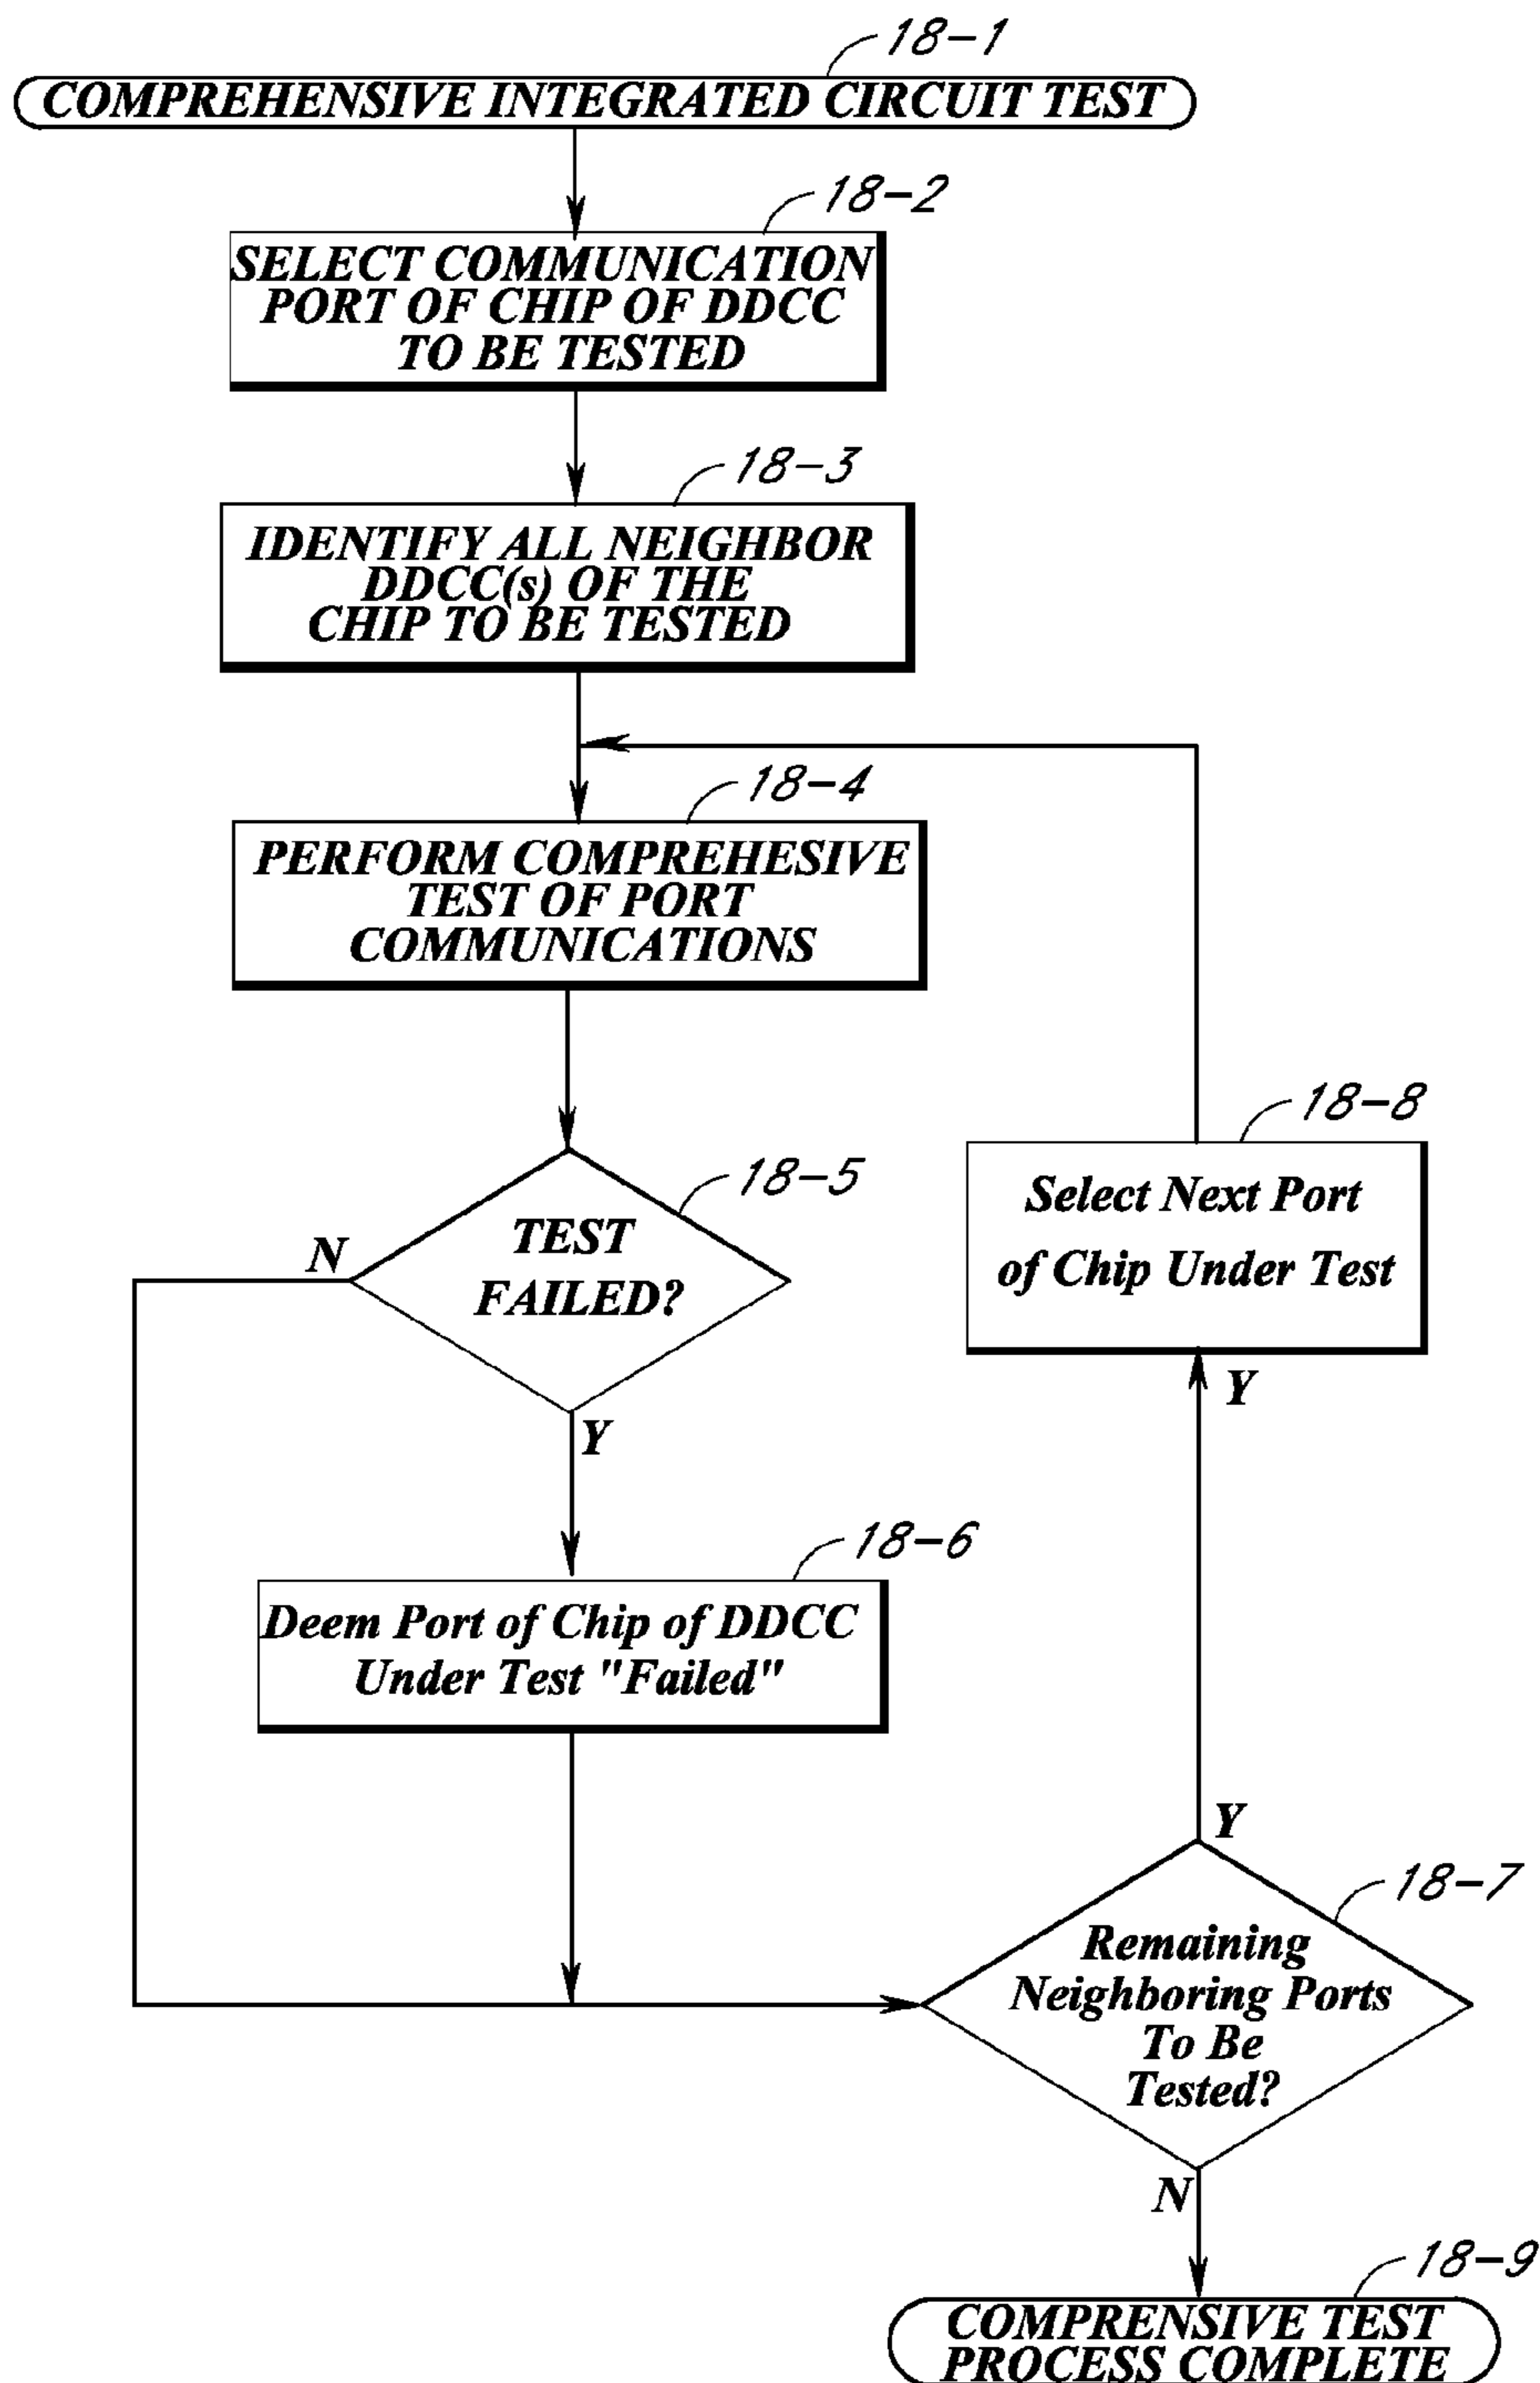 18-1
COMPREHENSIVE INTEGRATED CIRCUIT TEST
18-2
SELECT COMMUNICATION
PORT OF CHIP OF DDCC
TO BE TESTED
18-3
IDENTIFY ALL NEIGHBOR
DDCC(s) OF THE
CHIP TO BE TESTED
18-4
PERFORM COMPREHESIVE
TEST OF PORT
COMMUNICATIONS
18-5
TEST
FAILED?
N
Y
18-8
Select Next Port
of Chip Under Test
Y
18-6
Deem Port of Chip of DDCC
Under Test "Failed"
Y
18-7
Remaining
Neighboring Ports
To Be
Tested?
N
18-9
COMPRENSIVE TEST
PROCESS COMPLETE